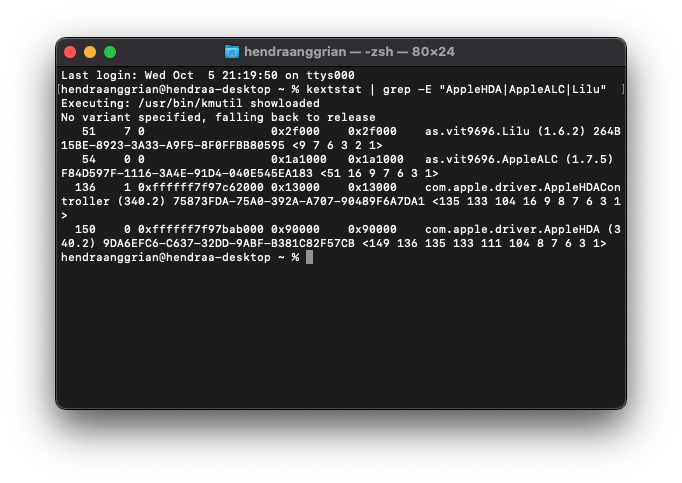 hendraanggrian — -zsh — 80×24
Last login: Wed Oct  5 21:19:50 on ttys000
[hendraanggrian@hendraa-desktop ~ % kextstat | grep -E "AppleHDA|AppleALC|Lilu"  ]
Executing: /usr/bin/kmutil showloaded
No variant specified, falling back to release
   51    7 0                  0x2f000    0x2f000    as.vit9696.Lilu (1.6.2) 264B
15BE-8923-3A33-A9F5-8F0FFBB80595 <9 7 6 3 2 1>
   54    0 0                  0x1a1000   0x1a1000   as.vit9696.AppleALC (1.7.5)
F84D597F-1116-3A4E-91D4-040E545EA183 <51 16 9 7 6 3 1>
  136    1 0xffffff7f97c62000 0x13000    0x13000    com.apple.driver.AppleHDACon
troller (340.2) 75873FDA-75A0-392A-A707-90489F6A7DA1 <135 133 104 16 9 8 7 6 3 1
>
  150    0 0xffffff7f97bab000 0x90000    0x90000    com.apple.driver.AppleHDA (3
40.2) 9DA6EFC6-C637-32DD-9ABF-B381C82F57CB <149 136 135 133 111 104 8 7 6 3 1>
hendraanggrian@hendraa-desktop ~ %